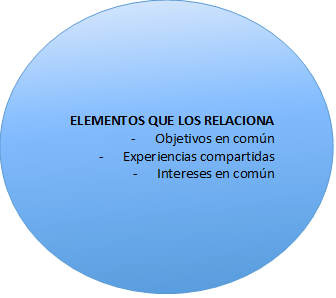 ELEMENTOS QUE LOS RELACIONA
- Objetivos en común
- Experiencias compartidas
- Intereses en común